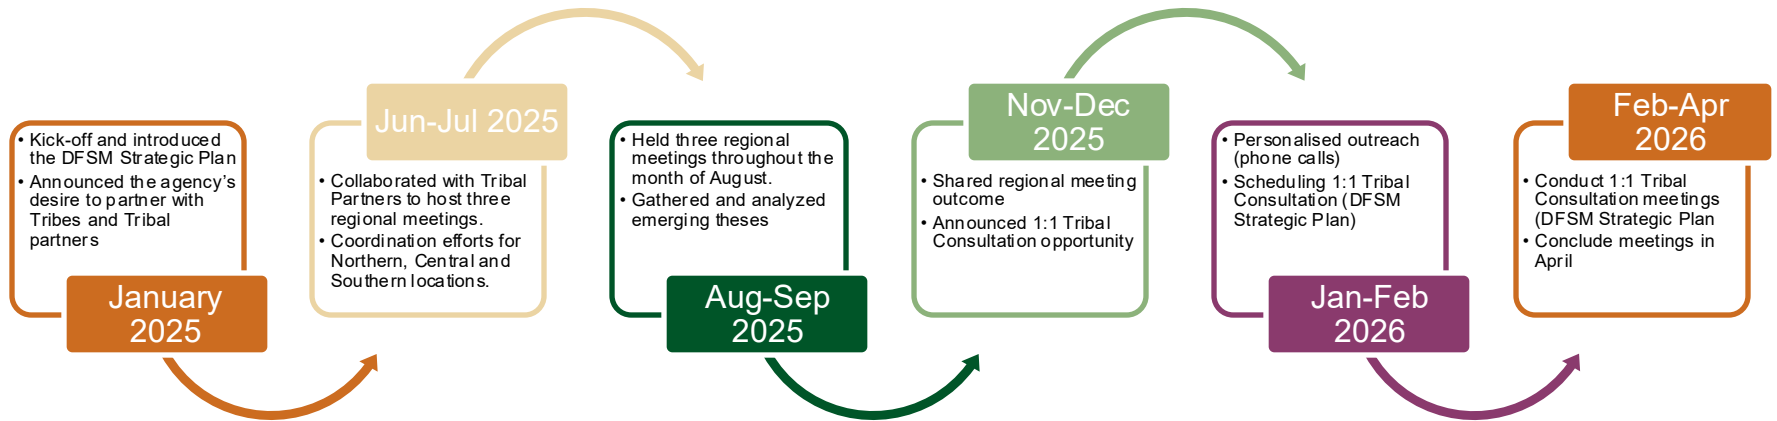 • Kick-off and introduced
the DFSM Strategic Plan
• Announced the agency's
desire to partner with
Tribes and Tribal
partners
January
2025
Jun-Jul 2025
• Collaborated with Tribal
Partners to host three
regional meetings.
• Coordination efforts for
Northern, Central and
Southern locations.
• Held three regional
meetings throughout the
month of August.
• Gathered and analyzed
emerging theses
Aug-Sep
2025
Nov-Dec
2025
• Shared regional meeting
outcome
• Announced 1:1 Tribal
Consultation opportunity
• Personalised outreach
(phone calls)
• Scheduling 1:1 Tribal
Consultation (DFSM
Strategic Plan)
Jan-Feb
2026
Feb-Apr
2026
• Conduct 1:1 Tribal
Consultation meetings
(DFSM Strategic Plan
• Conclude meetings in
April